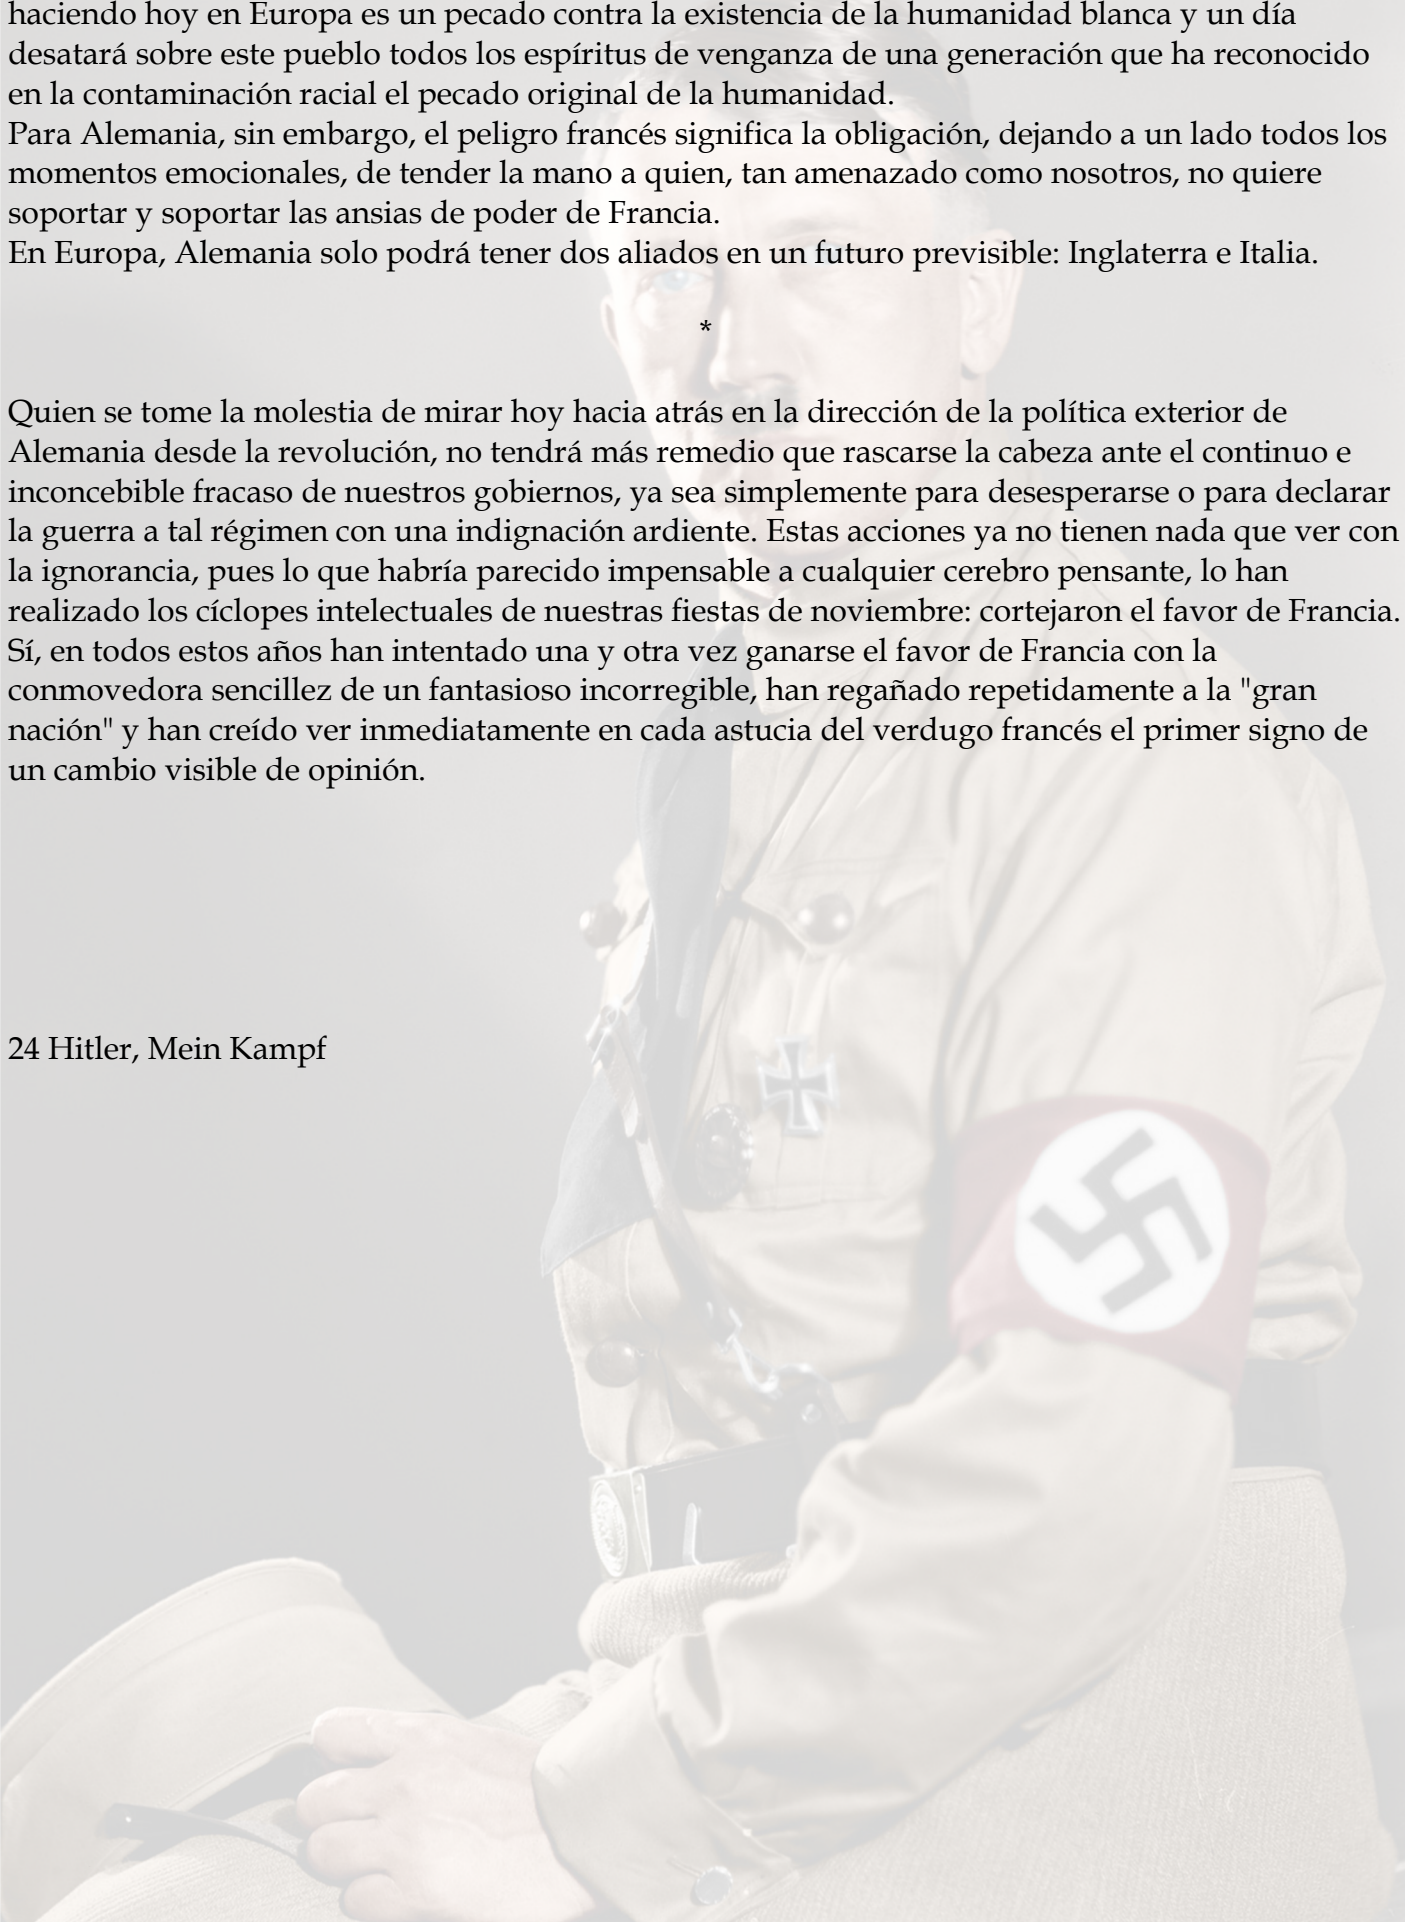 haciendo hoy en Europa es un pecado contra la existencia de la humanidad blanca y un día
desatará sobre este pueblo todos los espíritus de venganza de una generación que ha reconocido
en la contaminación racial el pecado original de la humanidad.
Para Alemania, sin embargo, el peligro francés significa la obligación, dejando a un lado todos los
momentos emocionales, de tender la mano a quien, tan amenazado como nosotros, no quiere
soportar y soportar las ansias de poder de Francia.
En Europa, Alemania solo podrá tener dos aliados en un futuro previsible: Inglaterra e Italia.
*
Quien se tome la molestia de mirar hoy hacia atrás en la dirección de la política exterior de
Alemania desde la revolución, no tendrá más remedio que rascarse la cabeza ante el continuo e
inconcebible fracaso de nuestros gobiernos, ya sea simplemente para desesperarse o para declarar
la guerra a tal régimen con una indignación ardiente. Estas acciones ya no tienen nada que ver con
la ignorancia, pues lo que habría parecido impensable a cualquier cerebro pensante, lo han
realizado los cíclopes intelectuales de nuestras fiestas de noviembre: cortejaron el favor de Francia.
Sí, en todos estos años han intentado una y otra vez ganarse el favor de Francia con la
conmovedora sencillez de un fantasioso incorregible, han regañado repetidamente a la "gran
nación" y han creído ver inmediatamente en cada astucia del verdugo francés el primer signo de
un cambio visible de opinión.
24 Hitler, Mein Kampf